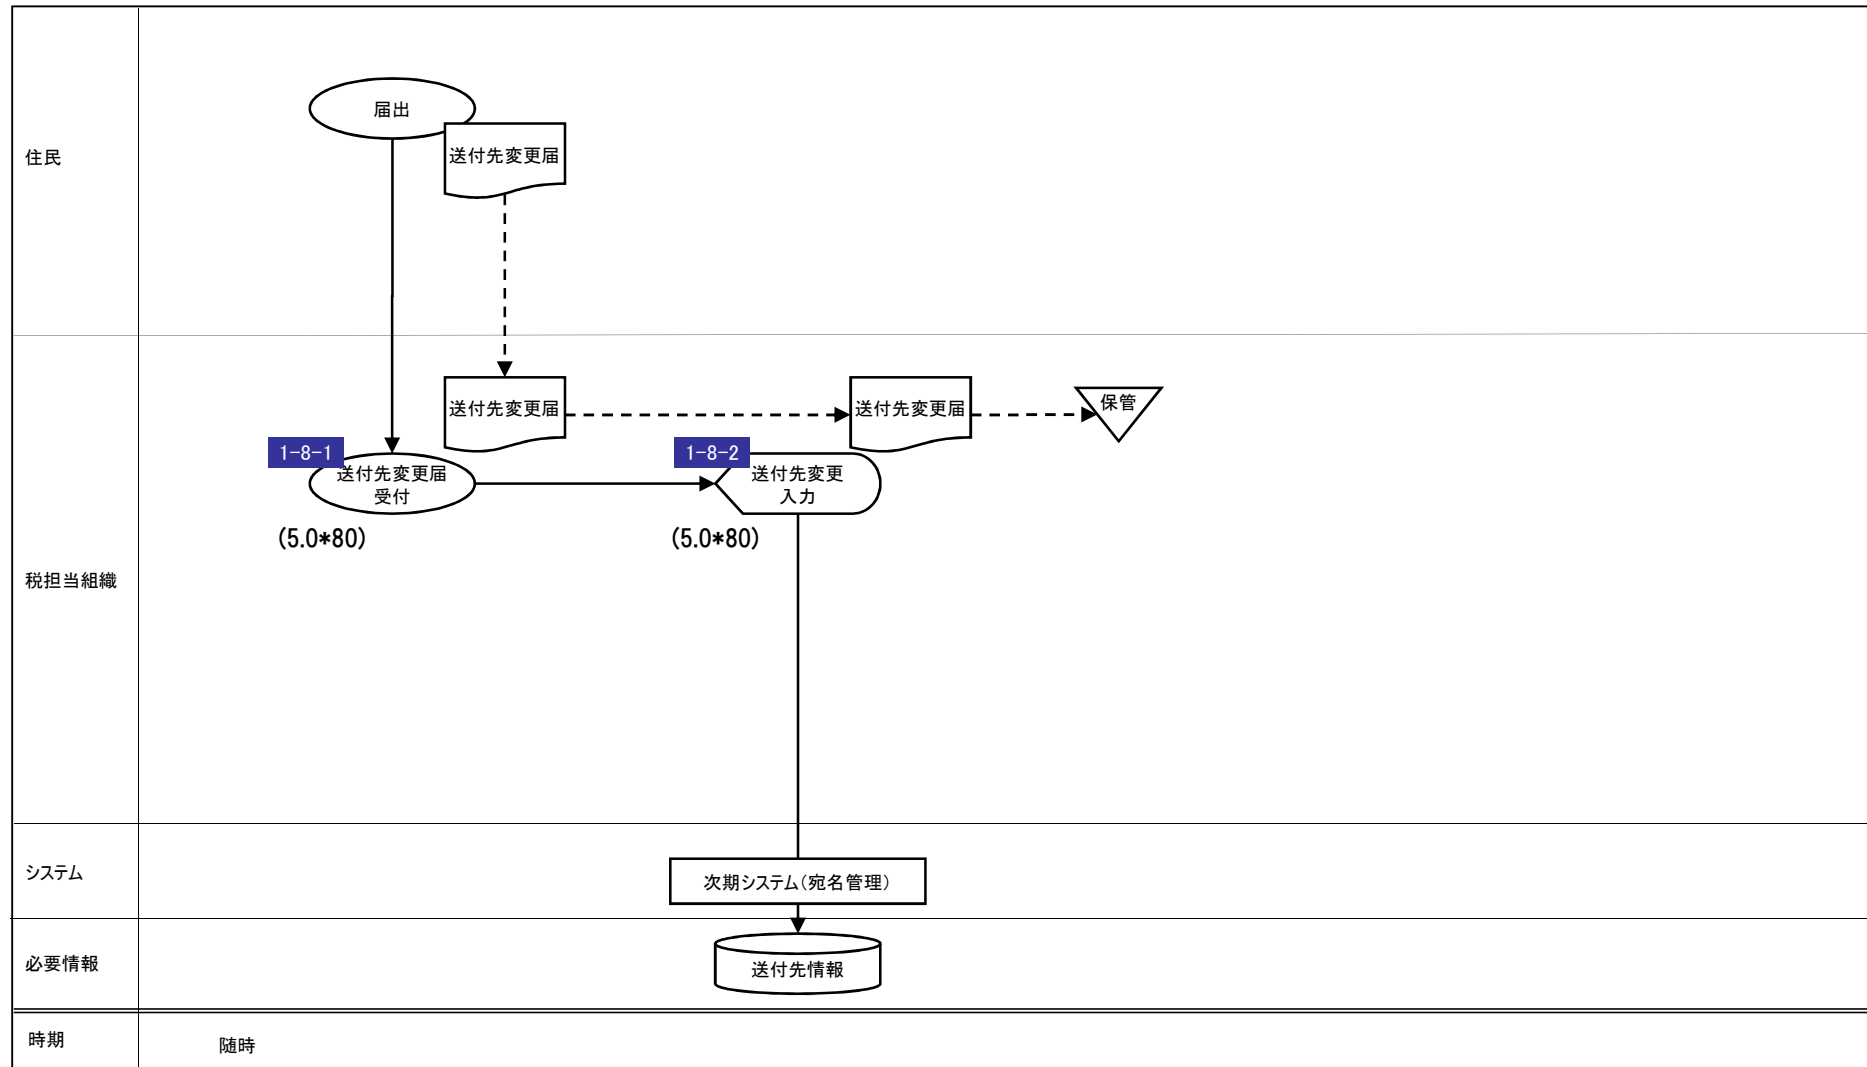 住民
届出
送付先変更届
税担当組織
送付先変更届
送付先変更届
保管
1-8-1
送付先変更届
受付
(5.0*80)
1-8-2
送付先変更
入力
(5.0*80)
システム
次期システム(宛名管理)
必要情報
送付先情報
時期
随時